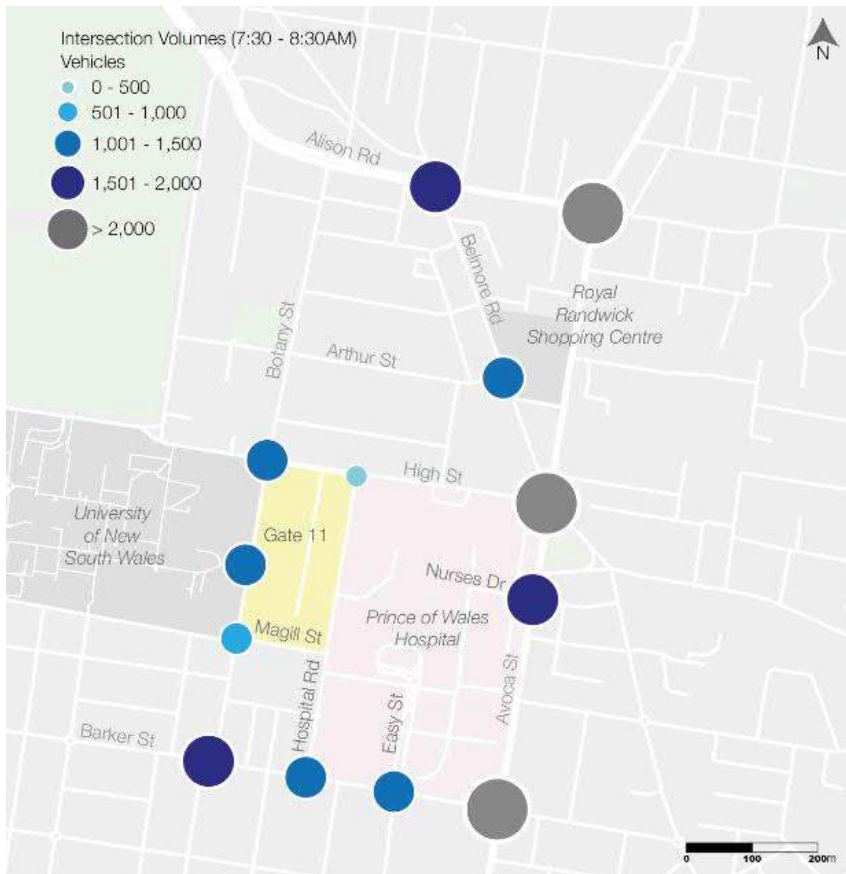 Intersection Volumes (7:30 - 8:30AM)
Vehicles
0 - 500
501 - 1,000
1,001 - 1,500
1,501 - 2,000
> 2,000
N
Alison Rd
Belmore Rd
Royal
Randwick
Shopping Centre
Botany St
Arthur St
High St
University
of New
South Wales
Gate 11
Nurses Dr
Prince of Wales
Hospital
Magill St
Hospital Rd
Easy St
Avoca St
Barker St
0 100 200m